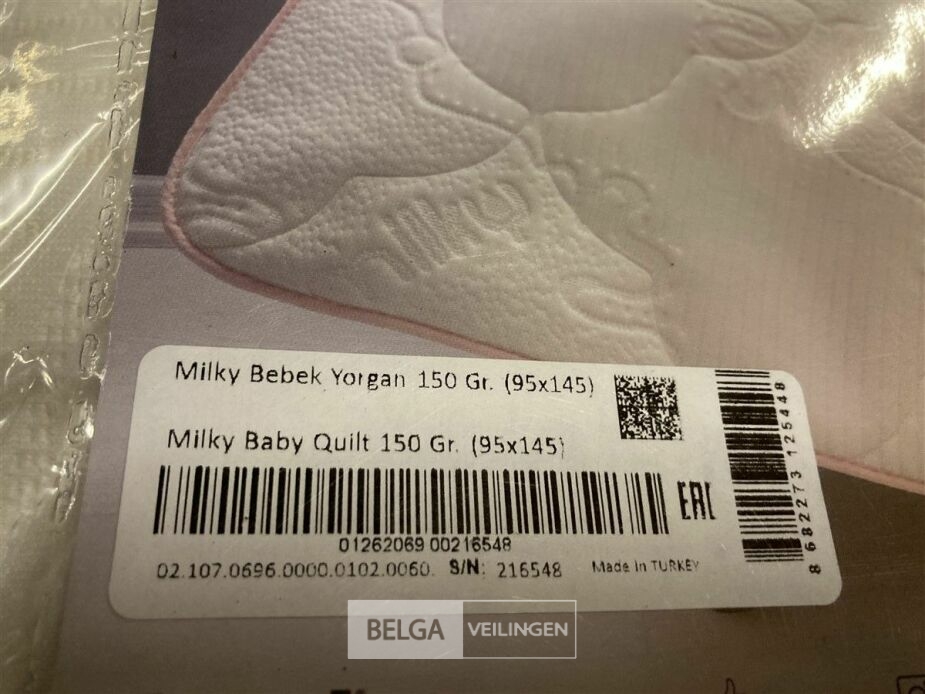 milky
Milky Bebek Yorgan 150 Gr. (95x145)
Milky Baby Quilt 150 Gr. (95x145)
EAC
01262069 00216548
02.107.0696.0000.0102.0060. S/N: 216548 Made in TURKEY
8 682273 125448
BELGA VEILINGEN